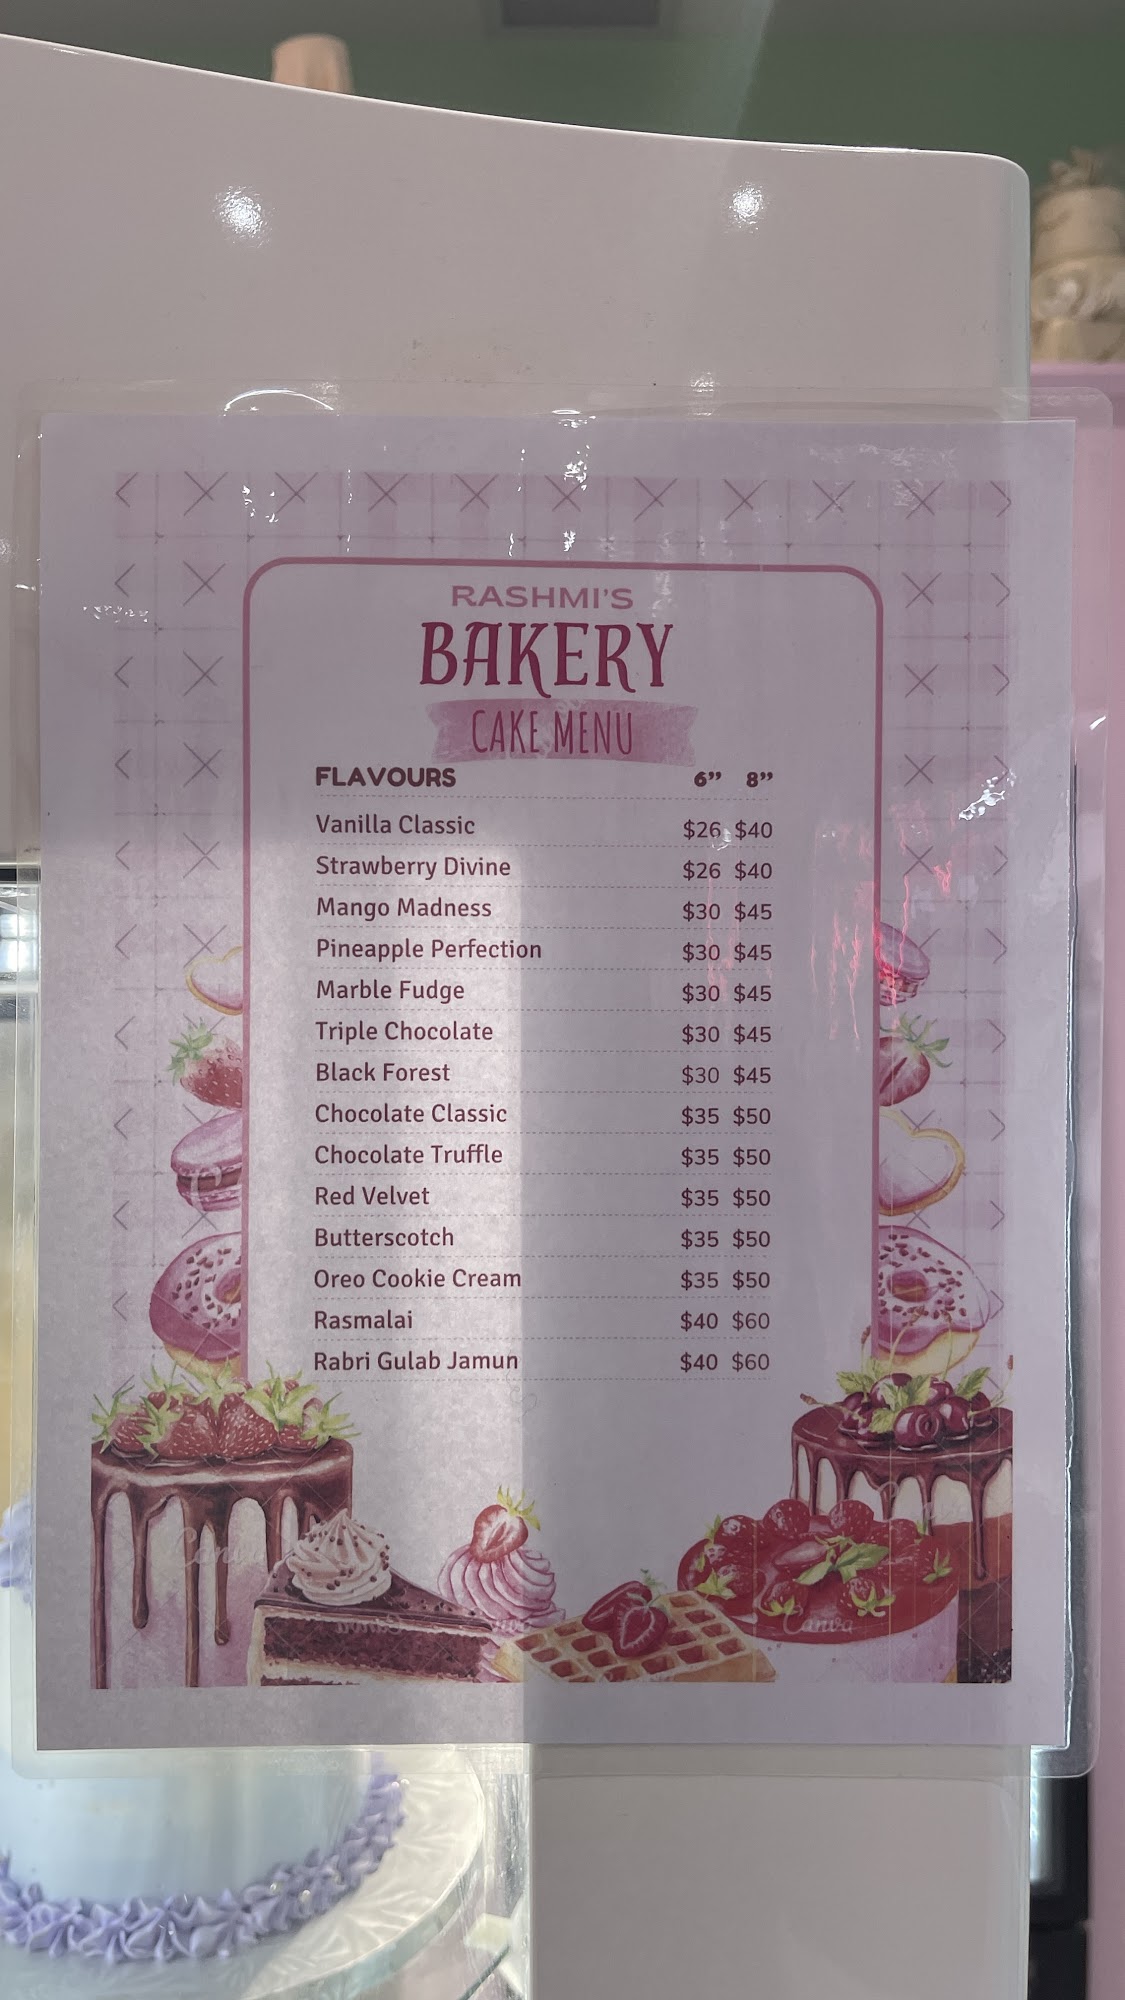 RASHMI'S
BAKERY
CAKE MENU
FLAVOURS 6” 8”
Vanilla Classic $26 $40
Strawberry Divine $26 $40
Mango Madness $30 $45
Pineapple Perfection $30 $45
Marble Fudge $30 $45
Triple Chocolate $30 $45
Black Forest $30 $45
Chocolate Classic $35 $50
Chocolate Truffle $35 $50
Red Velvet $35 $50
Butterscotch $35 $50
Oreo Cookie Cream $35 $50
Rasmalai $40 $60
Rabri Gulab Jamun $40 $60
Canva